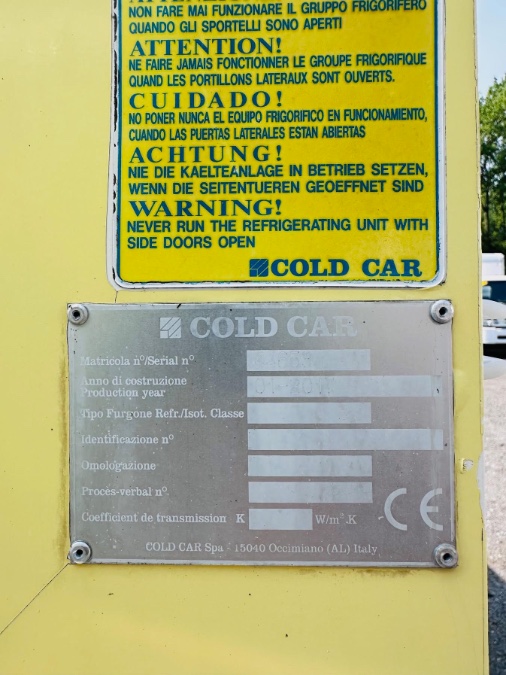 ATTENZIONE!
NON FARE MAI FUNZIONARE IL GRUPPO FRIGORIFERO
QUANDO GLI SPORTELLI SONO APERTI
ATTENTION!
NE FAIRE JAMAIS FONCTIONNER LE GROUPE FRIGORIFIQUE
QUAND LES PORTILLONS LATERAUX SONT OUVERTS.
CUIDADO!
NO PONER NUNCA EL EQUIPO FRIGORIFICO EN FUNCIONAMIENTO,
CUANDO LAS PUERTAS LATERALES ESTAN ABIERTAS
ACHTUNG!
NIE DIE KAELTEANLAGE IN BETRIEB SETZEN,
WENN DIE SEITENTUEREN GEOEFFNET SIND
WARNING!
NEVER RUN THE REFRIGERATING UNIT WITH
SIDE DOORS OPEN
COLD CAR
COLD CAR
Matricola n°/Serial n°
Anno di costruzione
Production year
Tipo Furgone Refr./Isot. Classe
Identificazione n°
Omologazione
Procès-verbal n°.
Coefficient de transmission K W/m².K
CE
COLD CAR Spa - 15040 Occimiano (AL) Italy